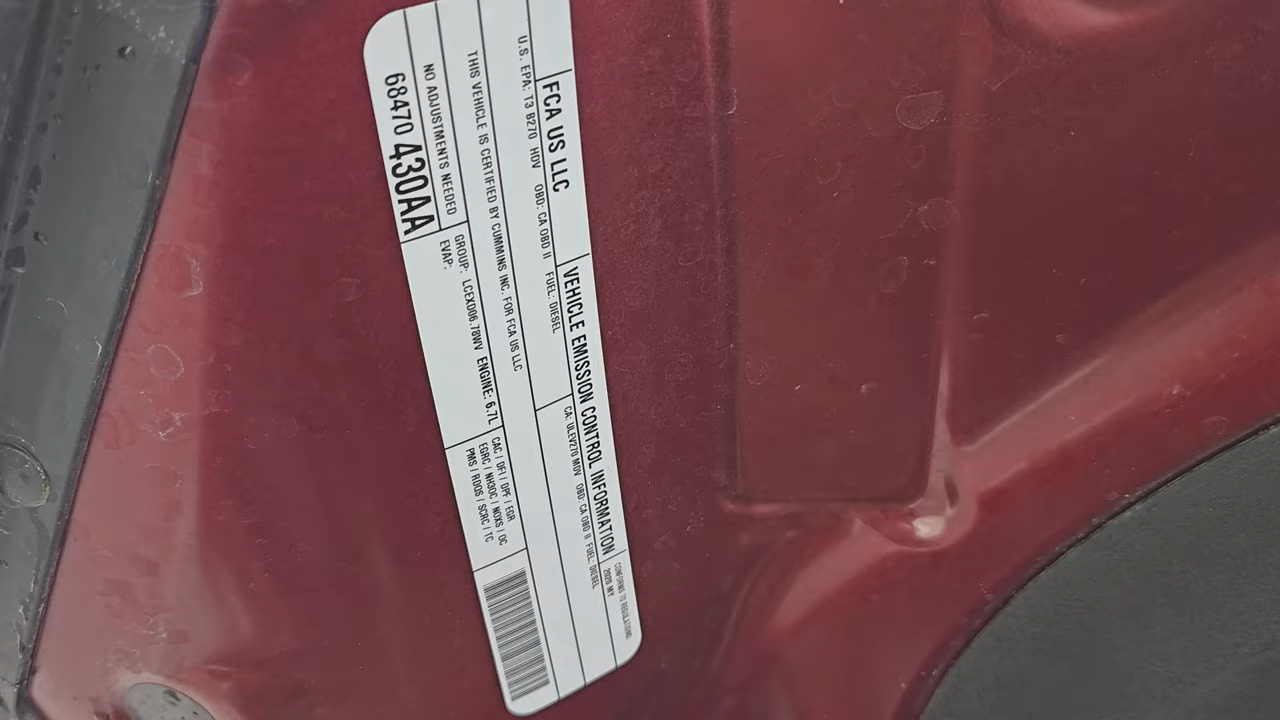 FCA US LLC
VEHICLE EMISSION CONTROL INFORMATION
CONFORMS TO REGULATIONS:
2020 MY
U.S. EPA: T3 B270 HDV OBD: CA OBD II FUEL: DIESEL
CA: ULEV270 MDV OBD: CA OBD II FUEL: DIESEL
THIS VEHICLE IS CERTIFIED BY CUMMINS INC. FOR FCA US LLC
NO ADJUSTMENTS NEEDED
68470 430AA
GROUP: LCEXD06.78WV ENGINE: 6.7L
EVAP:
CAC / DFI / DPF / EGR
EGRC / NH3OC / NOXS / OC
PMS / RDQS / SCRC / TC